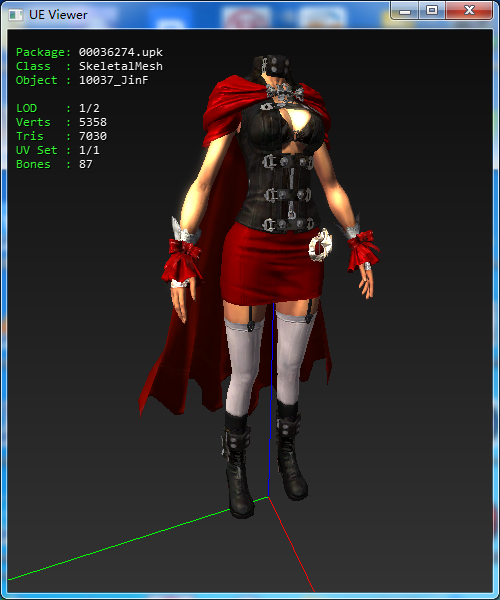 UE Viewer
Package: 00036274.upk
Class : SkeletalMesh
Object : 10037_JinF
LOD : 1/2
Verts : 5358
Tris : 7030
UV Set : 1/1
Bones : 87